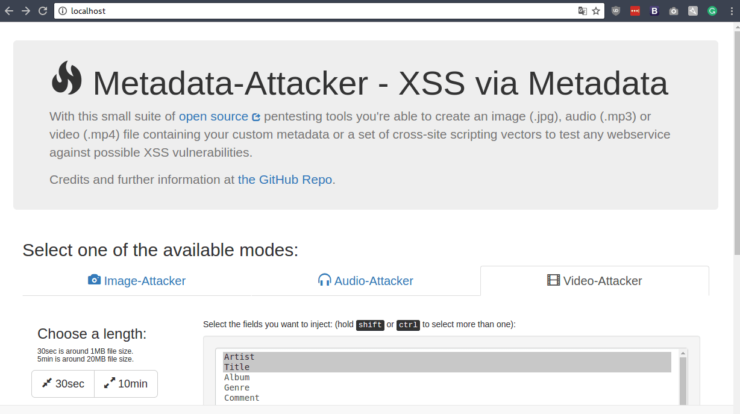 localhost
Metadata-Attacker - XSS via Metadata
With this small suite of open source pentesting tools you're able to create an image (.jpg), audio (.mp3) or
video (.mp4) file containing your custom metadata or a set of cross-site scripting vectors to test any webservice
against possible XSS vulnerabilities.
Credits and further information at the GitHub Repo.
Select one of the available modes:
Image-Attacker Audio-Attacker Video-Attacker
Choose a length:
30sec is around 1MB file size.
5min is around 20MB file size.
30sec 10min
Select the fields you want to inject: (hold shift or ctrl to select more than one):
Artist
Title
Album
Genre
Comment